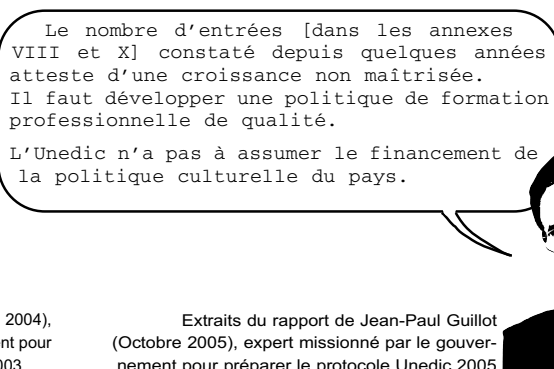 Le nombre d'entrées [dans les annexes
VIII et X] constaté depuis quelques années
atteste d'une croissance non maîtrisée.
Il faut développer une politique de formation
professionnelle de qualité.
L'Unedic n'a pas à assumer le financement de
la politique culturelle du pays.
2004),
ent pour
003
Extraits du rapport de Jean-Paul Guillot
(Octobre 2005), expert missionné par le gouver-
nement pour préparer le protocole Unedic 2005